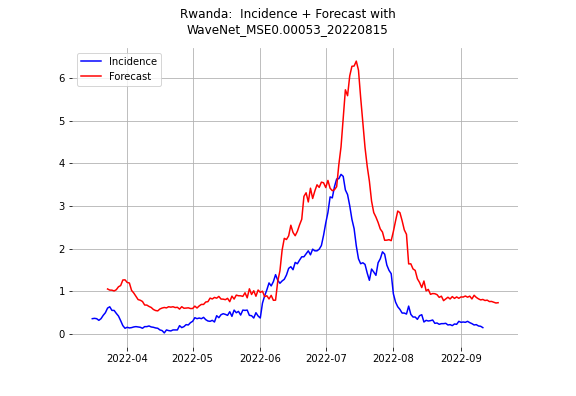 Rwanda: Incidence + Forecast with
WaveNet_MSE0.00053_20220815
Incidence
Forecast
6
5
4
3
2
1
0
2022-04 2022-05 2022-06 2022-07 2022-08 2022-09